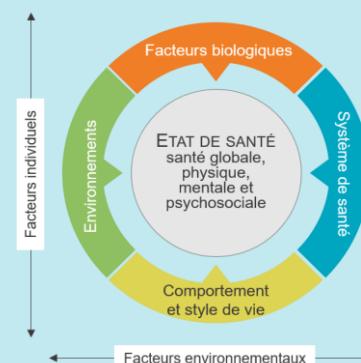 Facteurs biologiques
Facteurs individuels
Environnements
ETAT DE SANTÉ
santé globale,
physique,
mentale et
psychosociale
Système de santé
Comportement
et style de vie
Facteurs environnementaux